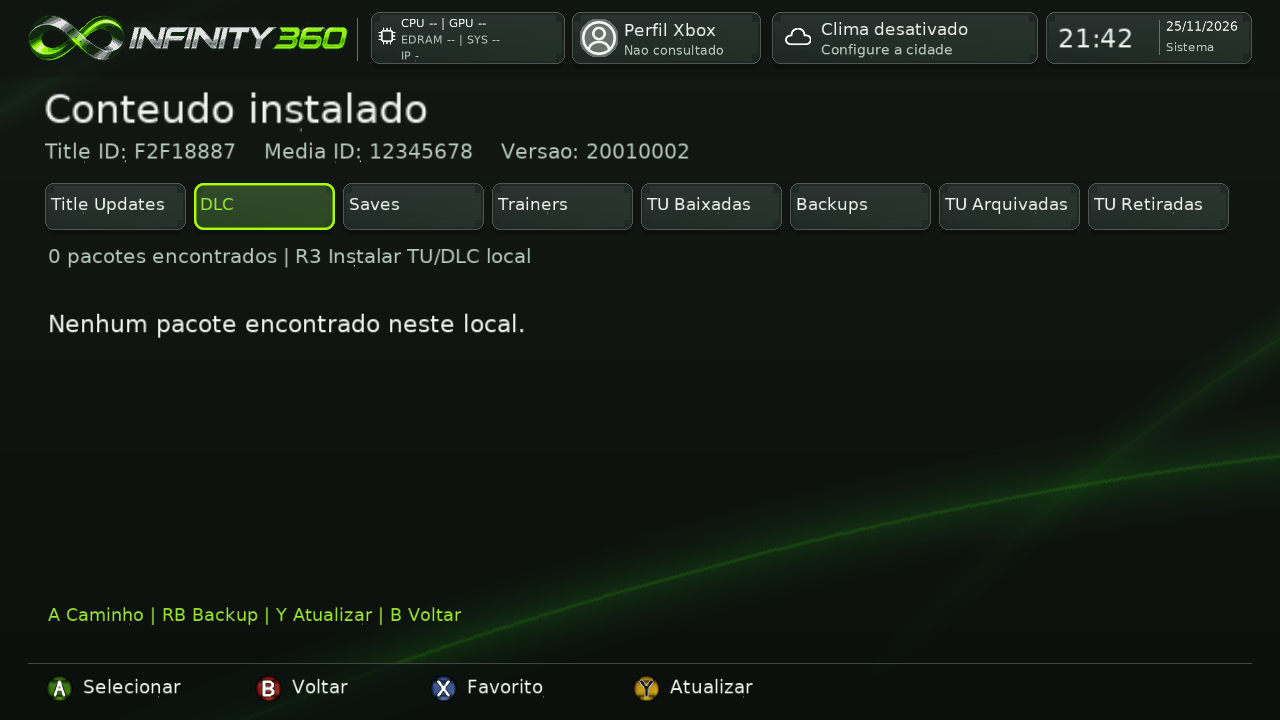 INFINITY 360
CPU -- | GPU --
EDRAM -- | SYS --
IP -
Perfil Xbox
Nao consultado
Clima desativado
Configure a cidade
21:42
25/11/2026
Sistema
Conteudo instalado
Title ID: F2F18887 Media ID: 12345678 Versao: 20010002
Title Updates DLC Saves Trainers TU Baixadas Backups TU Arquivadas TU Retiradas
0 pacotes encontrados | R3 Instalar TU/DLC local
Nenhum pacote encontrado neste local.
A Caminho | RB Backup | Y Atualizar | B Voltar
A Selecionar B Voltar X Favorito Y Atualizar